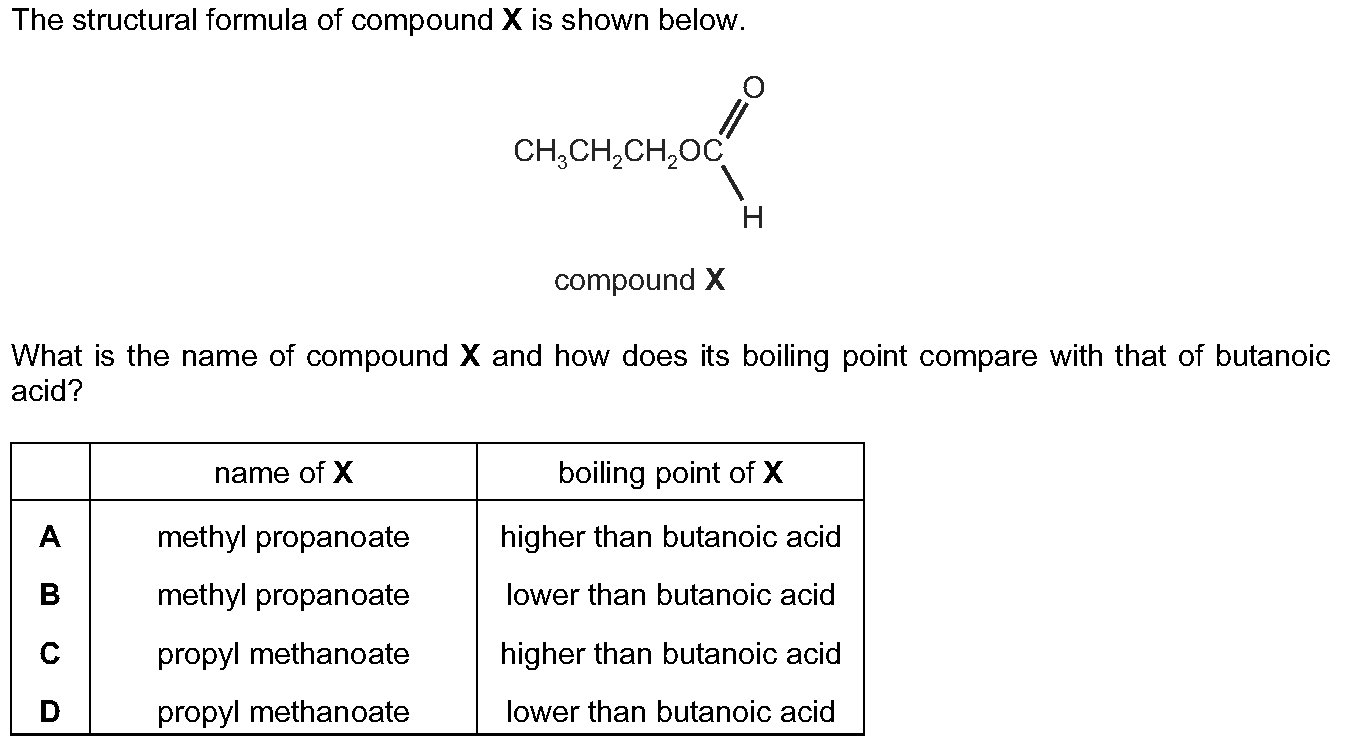 The structural formula of compound X is shown below.
O
CH₃CH₂CH₂OC
H
compound X
What is the name of compound X and how does its boiling point compare with that of butanoic
acid?
name of X boiling point of X
A methyl propanoate higher than butanoic acid
B methyl propanoate lower than butanoic acid
C propyl methanoate higher than butanoic acid
D propyl methanoate lower than butanoic acid